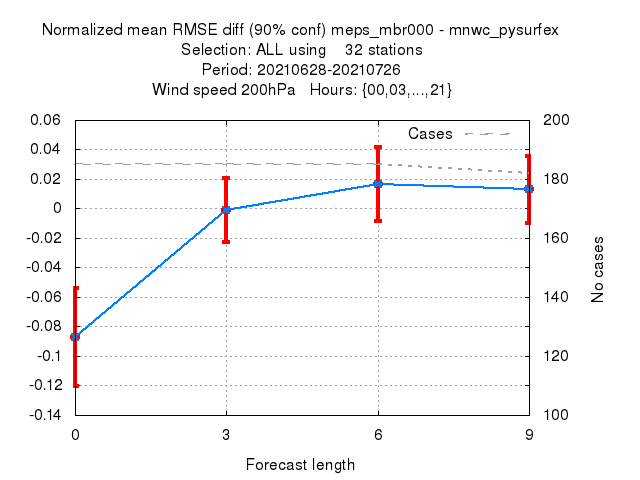 Normalized mean RMSE diff (90% conf) meps_mbr000 - mnwc_pysurfex
Selection: ALL using 32 stations
Period: 20210628-20210726
Wind speed 200hPa Hours: {00,03,...,21}
0.06
0.04
0.02
0
-0.02
-0.04
-0.06
-0.08
-0.1
-0.12
-0.14
Cases
200
180
160
140
120
100
No cases
0 3 6 9
Forecast length